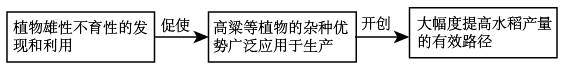 植物雄性不育性的发
现和利用
促使
高粱等植物的杂种优
势广泛应用于生产
开创
大幅度提高水稻产量
的有效路径